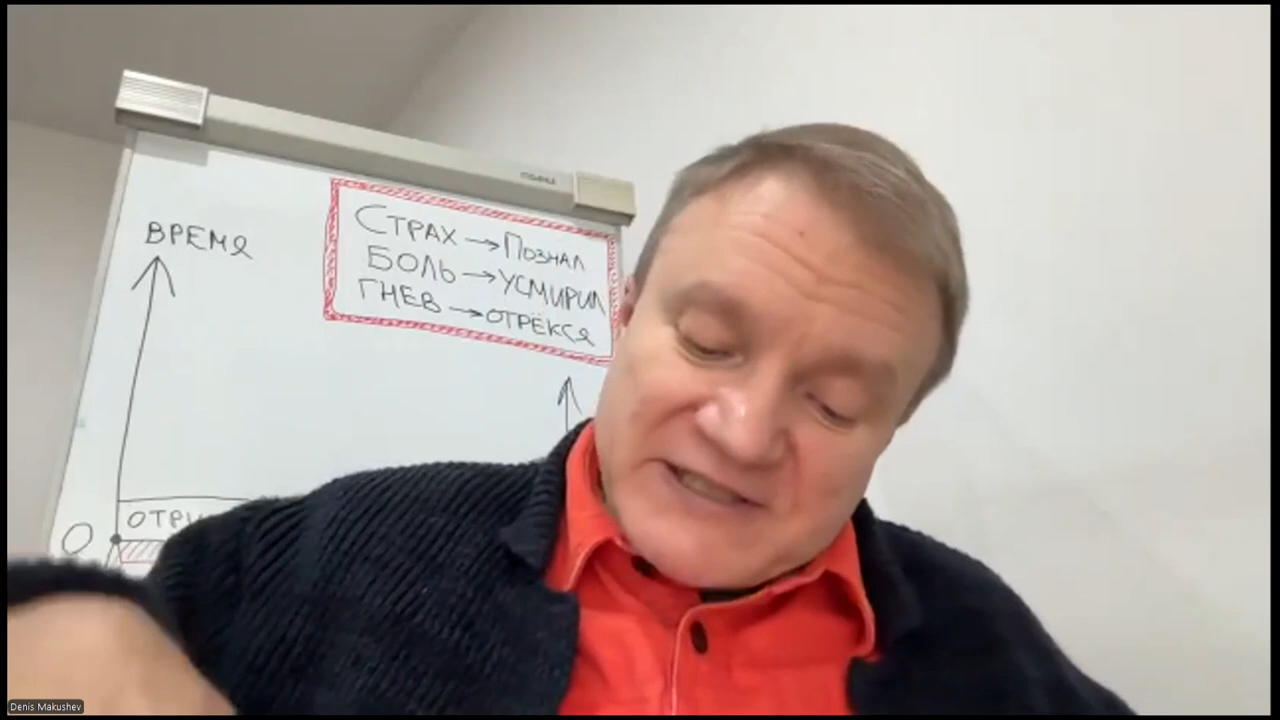 ВРЕМЯ
СТРАХ → ПОЗНАЛ
БОЛЬ → УСМИРИЛ
ГНЕВ → ОТРЁКСЯ
0
Denis Makushev